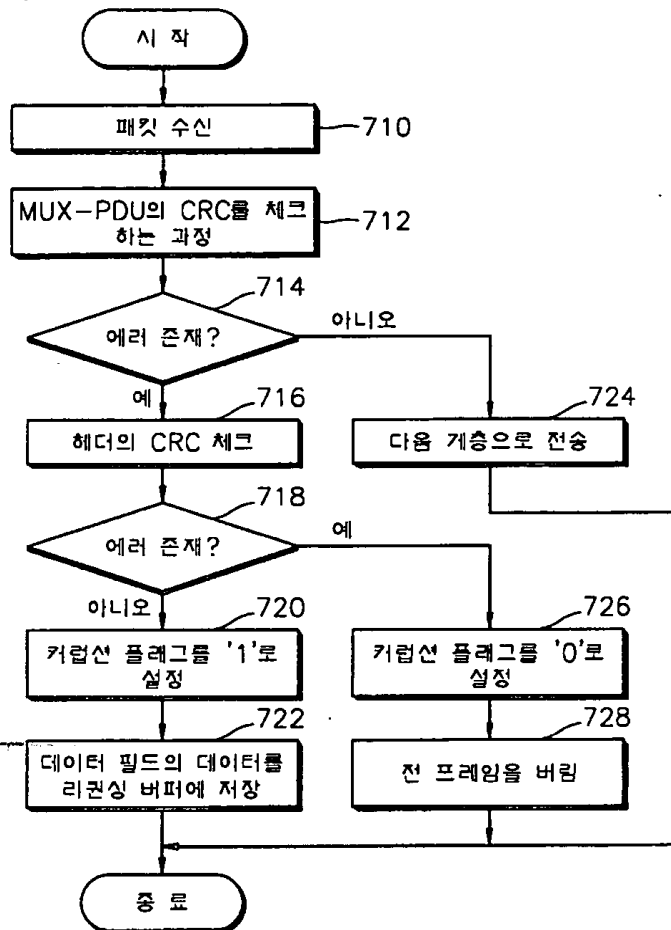 시 작
패킷 수신
710
MUX-PDU의 CRC를 체크
하는 과정
712
714
에러 존재?
아니오
예
716
헤더의 CRC 체크
724
다음 계층으로 전송
718
에러 존재?
예
아니오
720
커럽션 플래그를 '1'로
설정
726
커럽션 플래그를 '0'로
설정
722
데이터 필드의 데이터를
리퀀싱 버퍼에 저장
728
전 프레임을 버림
종 료